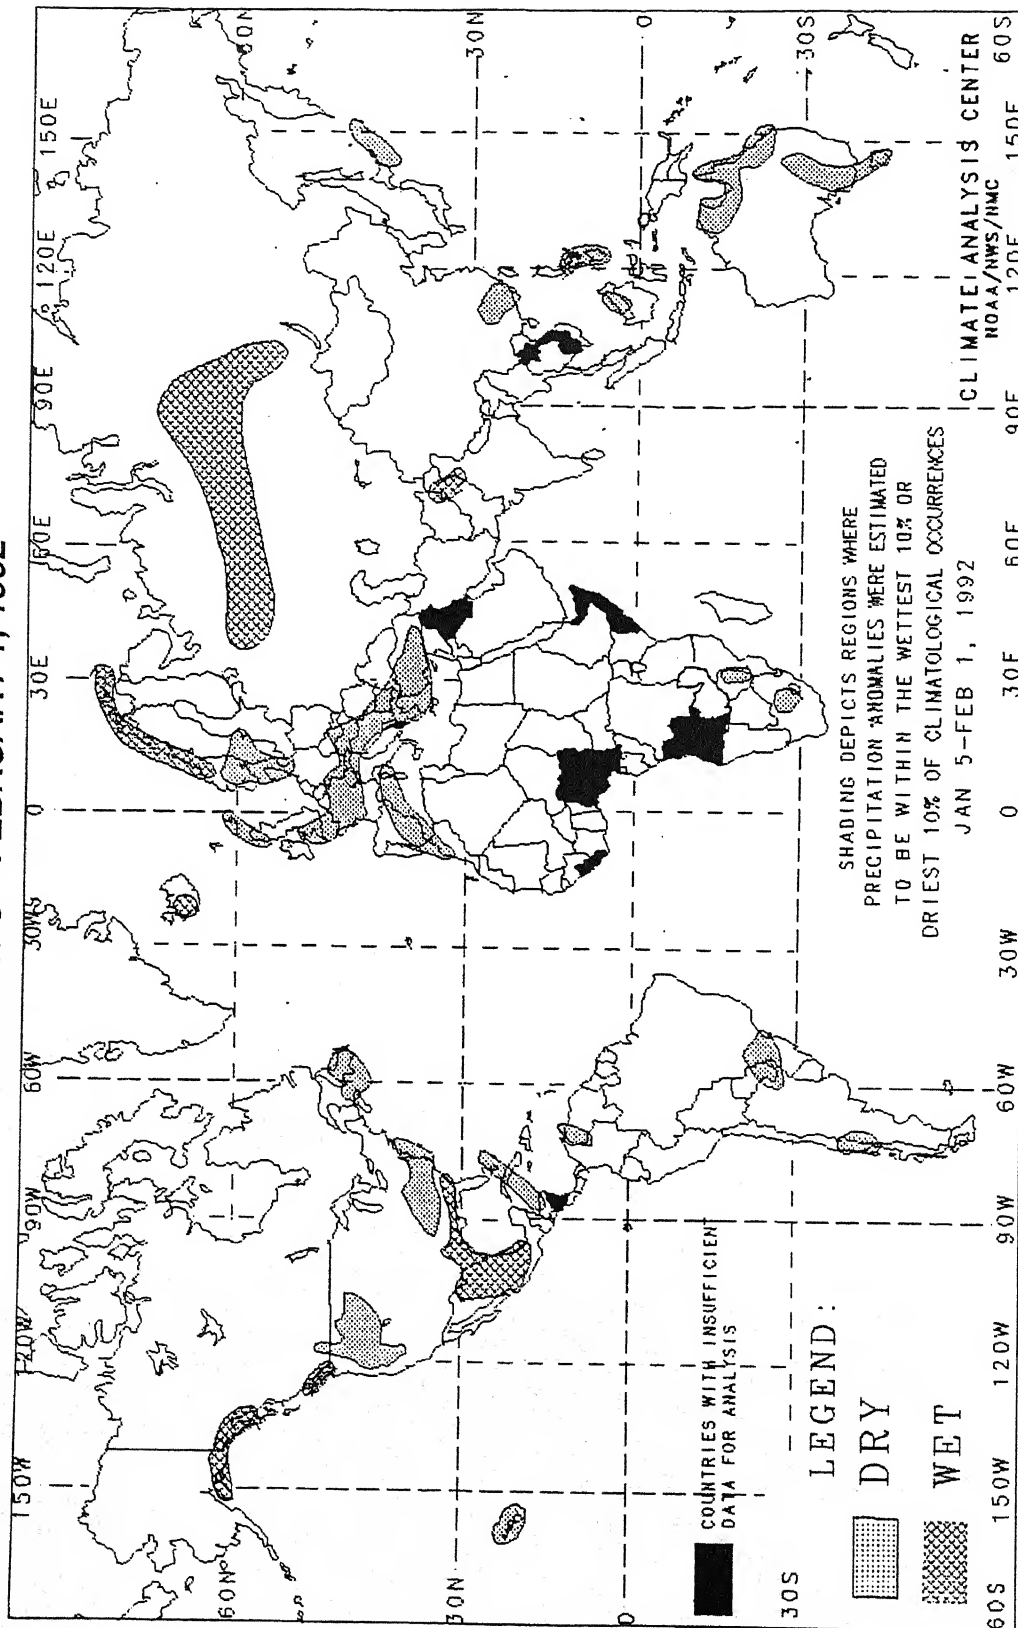 150W
120W
90W
60W
30W
0
30E
60E
90E
120E
150E
60N
60N
30N
30N
0
0
30S
30S
60S
60S
COUNTRIES WITH INSUFFICIENT
DATA FOR ANALYSIS
LEGEND:
DRY
WET
SHADING DEPICTS REGIONS WHERE
PRECIPITATION ANOMALIES WERE ESTIMATED
TO BE WITHIN THE WETTEST 10% OR
DRIEST 10% OF CLIMATOLOGICAL OCCURRENCES
JAN 5-FEB 1, 1992
CLIMATE ANALYSIS CENTER
NOAA/NWS/NMC
150W
120W
90W
60W
30W
0
30E
60E
90E
120E
150E